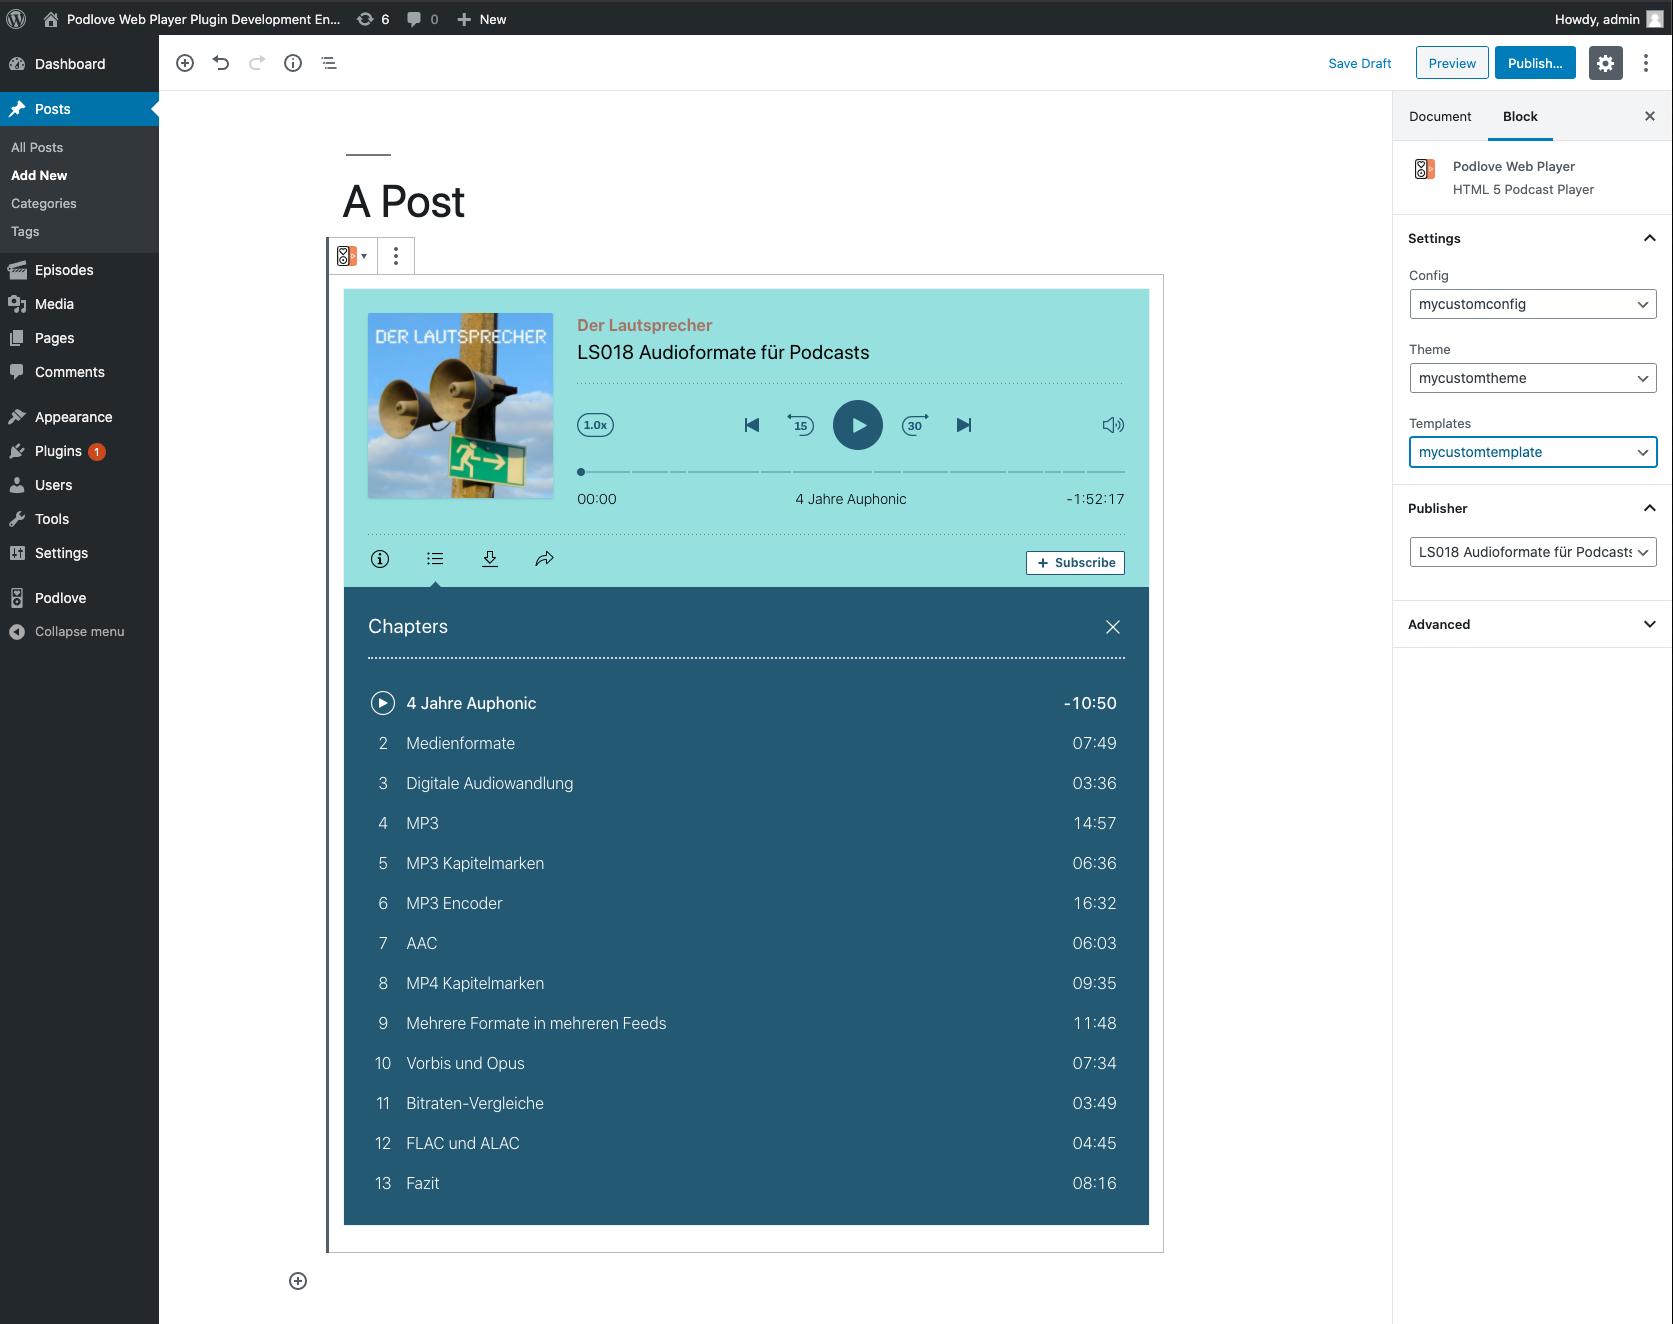 Podlove Web Player Plugin Development En...
6
0
New
Howdy, admin
Dashboard
Posts
All Posts
Add New
Categories
Tags
Episodes
Media
Pages
Comments
Appearance
Plugins 1
Users
Tools
Settings
Podlove
Collapse menu
Save Draft
Preview
Publish...
A Post
DER LAUTSPRECHER
Der Lautsprecher
LS018 Audioformate für Podcasts
1.0x
15
30
00:00
4 Jahre Auphonic
-1:52:17
+ Subscribe
Chapters
4 Jahre Auphonic -10:50
2 Medienformate 07:49
3 Digitale Audiowandlung 03:36
4 MP3 14:57
5 MP3 Kapitelmarken 06:36
6 MP3 Encoder 16:32
7 AAC 06:03
8 MP4 Kapitelmarken 09:35
9 Mehrere Formate in mehreren Feeds 11:48
10 Vorbis und Opus 07:34
11 Bitraten-Vergleiche 03:49
12 FLAC und ALAC 04:45
13 Fazit 08:16
Document
Block
Podlove Web Player
HTML 5 Podcast Player
Settings
Config
mycustomconfig
Theme
mycustomtheme
Templates
mycustomtemplate
Publisher
LS018 Audioformate für Podcasts
Advanced